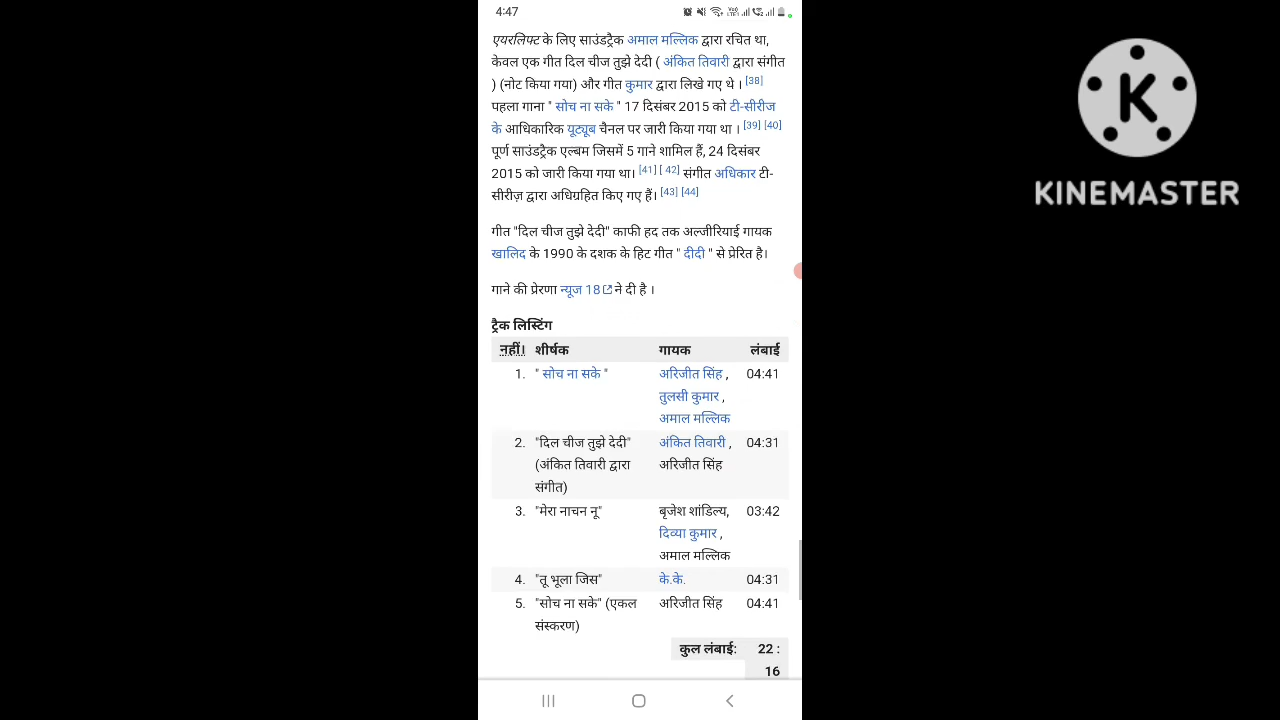 4:47
एयरलिफ्ट के लिए साउंडट्रैक अमाल मल्लिक द्वारा रचित था,
केवल एक गीत दिल चीज तुझे देदी ( अंकित तिवारी द्वारा संगीत
) (नोट किया गया) और गीत कुमार द्वारा लिखे गए थे । [38]
पहला गाना " सोच ना सके " 17 दिसंबर 2015 को टी-सीरीज
के आधिकारिक यूट्यूब चैनल पर जारी किया गया था । [39] [40]
पूर्ण साउंडट्रैक एल्बम जिसमें 5 गाने शामिल हैं, 24 दिसंबर
2015 को जारी किया गया था। [41] [ 42] संगीत अधिकार टी-
सीरीज़ द्वारा अधिग्रहित किए गए हैं। [43] [44]
गीत "दिल चीज तुझे देदी" काफी हद तक अल्जीरियाई गायक
खालिद के 1990 के दशक के हिट गीत " दीदी " से प्रेरित है।
गाने की प्रेरणा न्यूज 18 ने दी है ।
ट्रैक लिस्टिंग
नहीं। शीर्षक गायक लंबाई
1. " सोच ना सके " अरिजीत सिंह , 04:41
तुलसी कुमार ,
अमाल मल्लिक
2. "दिल चीज तुझे देदी" अंकित तिवारी , 04:31
(अंकित तिवारी द्वारा अरिजीत सिंह
संगीत)
3. "मेरा नाचन नू" बृजेश शांडिल्य, 03:42
दिव्या कुमार ,
अमाल मल्लिक
4. "तू भूला जिस" के.के. 04:31
5. "सोच ना सके" (एकल अरिजीत सिंह 04:41
संस्करण)
कुल लंबाई: 22 :
16
K
KINEMASTER